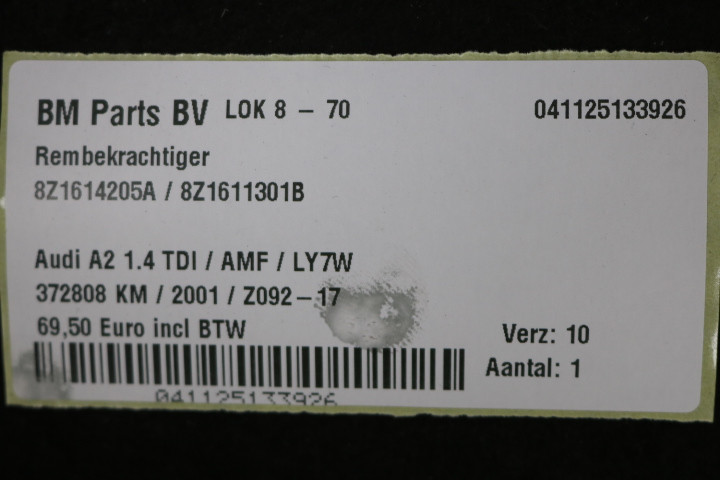 BM Parts BV LOK 8 - 70 041125133926
Rembekrachtiger
8Z1614205A / 8Z1611301B
Audi A2 1.4 TDI / AMF / LY7W
372808 KM / 2001 / Z092-17
69,50 Euro incl BTW
Verz: 10
Aantal: 1
041125133926